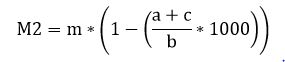 M2 = m * (1 − ((a + c)/b * 1000)) .